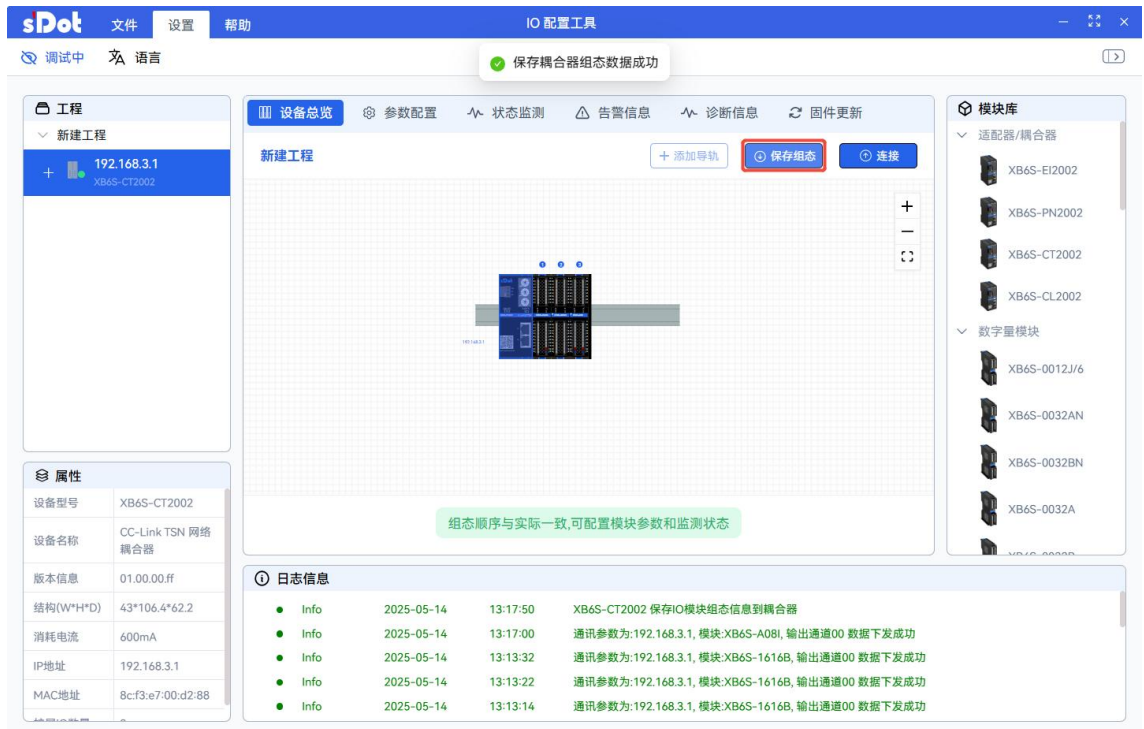 sDot 文件 设置 帮助 IO 配置工具
调试中 语言
保存耦合器组态数据成功
工程
新建工程
192.168.3.1
XB6S-CT2002
设备总览 参数配置 状态监测 告警信息 诊断信息 固件更新
新建工程 添加导轨 保存组态 连接
1 2 3
192.168.3.1
组态顺序与实际一致,可配置模块参数和监测状态
模块库
适配器/耦合器
XB6S-EI2002
XB6S-PN2002
XB6S-CT2002
XB6S-CL2002
数字量模块
XB6S-0012J/6
XB6S-0032AN
XB6S-0032BN
XB6S-0032A
属性
设备型号 XB6S-CT2002
设备名称 CC-Link TSN 网络
耦合器
版本信息 01.00.00.ff
结构(W*H*D) 43*106.4*62.2
消耗电流 600mA
IP地址 192.168.3.1
MAC地址 8c:f3:e7:00:d2:88
日志信息
Info 2025-05-14 13:17:50 XB6S-CT2002 保存IO模块组态信息到耦合器
Info 2025-05-14 13:17:00 通讯参数为:192.168.3.1, 模块:XB6S-A08I, 输出通道00 数据下发成功
Info 2025-05-14 13:13:32 通讯参数为:192.168.3.1, 模块:XB6S-1616B, 输出通道00 数据下发成功
Info 2025-05-14 13:13:22 通讯参数为:192.168.3.1, 模块:XB6S-1616B, 输出通道00 数据下发成功
Info 2025-05-14 13:13:14 通讯参数为:192.168.3.1, 模块:XB6S-1616B, 输出通道00 数据下发成功